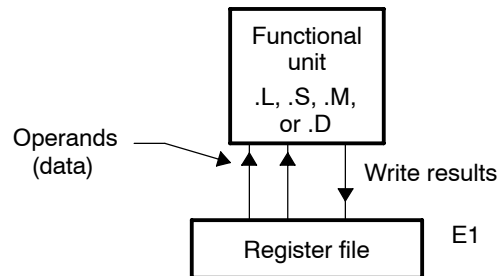 Functional
unit
.L, .S, .M,
or .D
Operands
(data)
Write results
Register file
E1